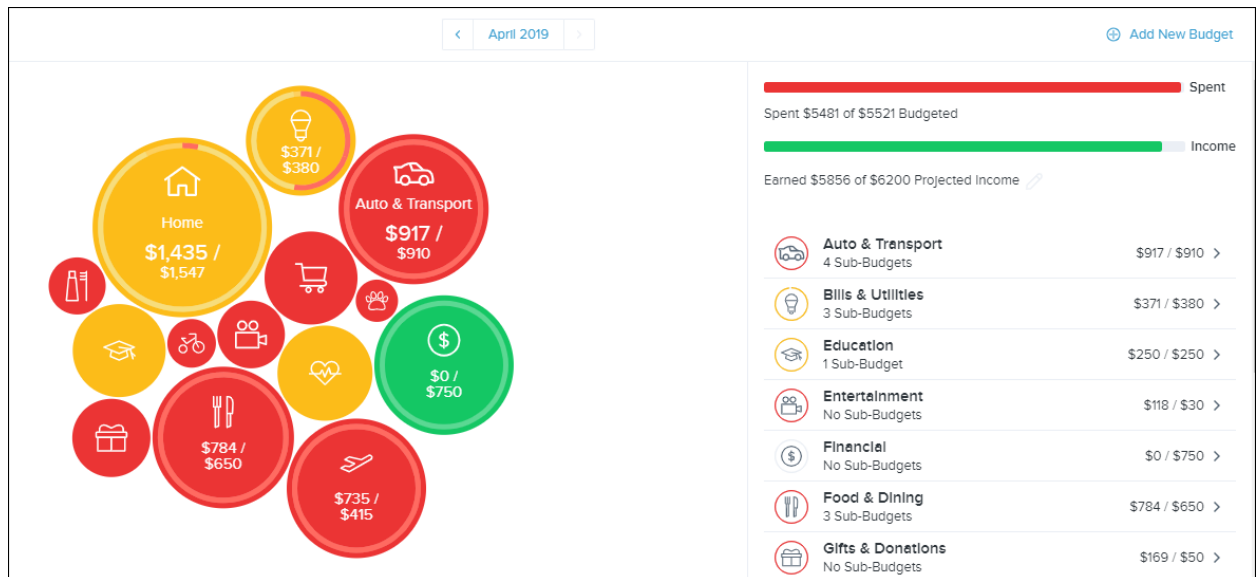 April 2019
Add New Budget
$371 /
$380
Home
$1,435 /
$1,547
Auto & Transport
$917 /
$910
$0 /
$750
$784 /
$650
$735 /
$415
Spent
Spent $5481 of $5521 Budgeted
Income
Earned $5856 of $6200 Projected Income
Auto & Transport
4 Sub-Budgets
$917 / $910
Bills & Utilities
3 Sub-Budgets
$371 / $380
Education
1 Sub-Budget
$250 / $250
Entertainment
No Sub-Budgets
$118 / $30
Financial
No Sub-Budgets
$0 / $750
Food & Dining
3 Sub-Budgets
$784 / $650
Gifts & Donations
No Sub-Budgets
$169 / $50